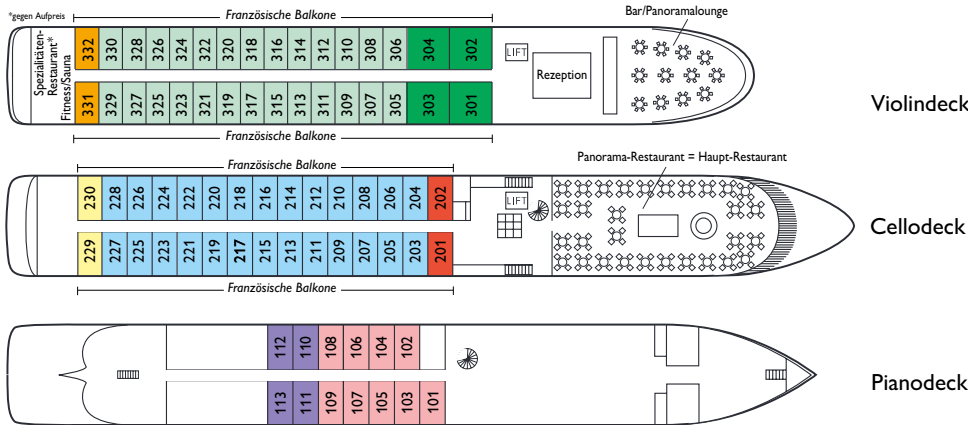 *gegen Aufpreis
Französische Balkone
Bar/Panoramalounge
Spezialitäten-
Restaurant*
Fitness/Sauna
332 330 328 326 324 322 320 318 316 314 312 310 308 306 304 302
LIFT
Rezeption
331 329 327 325 323 321 319 317 315 313 311 309 307 305 303 301
Violindeck
Französische Balkone
Französische Balkone
Panorama-Restaurant = Haupt-Restaurant
230 228 226 224 222 220 218 216 214 212 210 208 206 204 202
LIFT
Cellodeck
229 227 225 223 221 219 217 215 213 211 209 207 205 203 201
Französische Balkone
112 110 108 106 104 102
Pianodeck
113 111 109 107 105 103 101